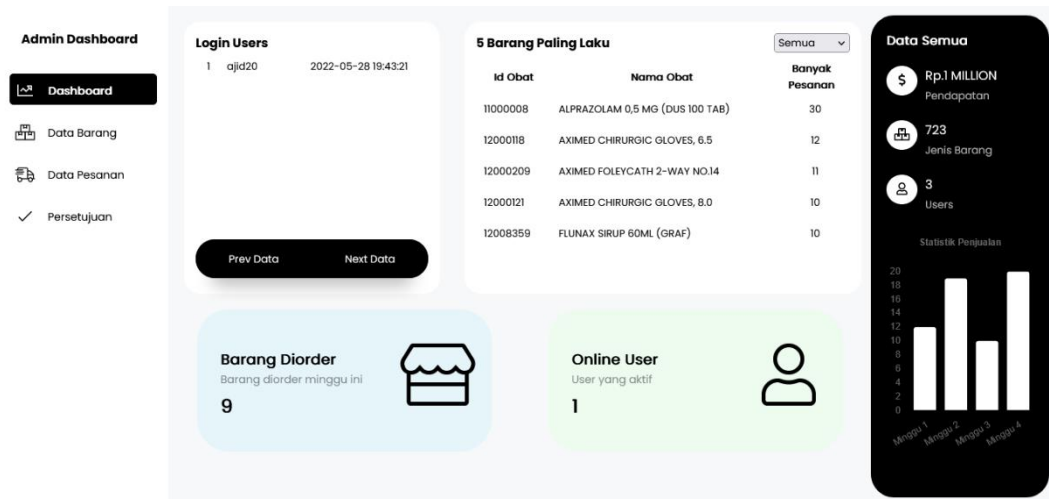 Admin Dashboard
Dashboard
Data Barang
Data Pesanan
Persetujuan
Login Users
1 ajid20 2022-05-28 19:43:21
Prev Data Next Data
5 Barang Paling Laku
Semua
Id Obat Nama Obat Banyak
Pesanan
11000008 ALPRAZOLAM 0,5 MG (DUS 100 TAB) 30
12000118 AXIMED CHIRURGIC GLOVES, 6.5 12
12000209 AXIMED FOLEYCATH 2-WAY NO.14 11
12000121 AXIMED CHIRURGIC GLOVES, 8.0 10
12008359 FLUNAX SIRUP 60ML (GRAF) 10
Barang Diorder
Barang diorder minggu ini
9
Online User
User yang aktif
1
Data Semua
$ Rp.1 MILLION
Pendapatan
723
Jenis Barang
3
Users
Statistik Penjualan
20
18
16
14
12
10
8
6
4
2
0
Minggu 1 Minggu 2 Minggu 3 Minggu 4